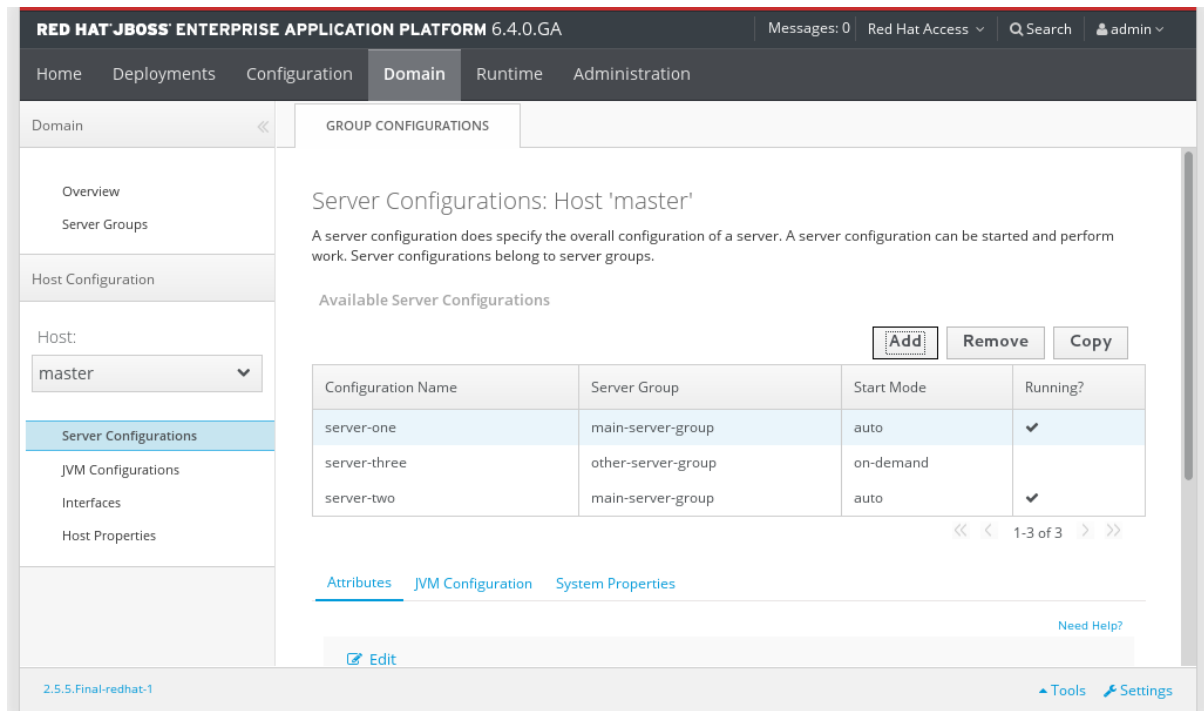 RED HAT JBOSS ENTERPRISE APPLICATION PLATFORM 6.4.0.GA
Messages: 0 Red Hat Access Search admin
Home Deployments Configuration Domain Runtime Administration
Domain
GROUP CONFIGURATIONS
Overview
Server Groups
Host Configuration
Host:
master
Server Configurations
JVM Configurations
Interfaces
Host Properties
Server Configurations: Host 'master'
A server configuration does specify the overall configuration of a server. A server configuration can be started and perform
work. Server configurations belong to server groups.
Available Server Configurations
Add Remove Copy
Configuration Name Server Group Start Mode Running?
server-one main-server-group auto
server-three other-server-group on-demand
server-two main-server-group auto
1-3 of 3
Attributes JVM Configuration System Properties
Need Help?
Edit
2.5.5.Final-redhat-1
Tools Settings